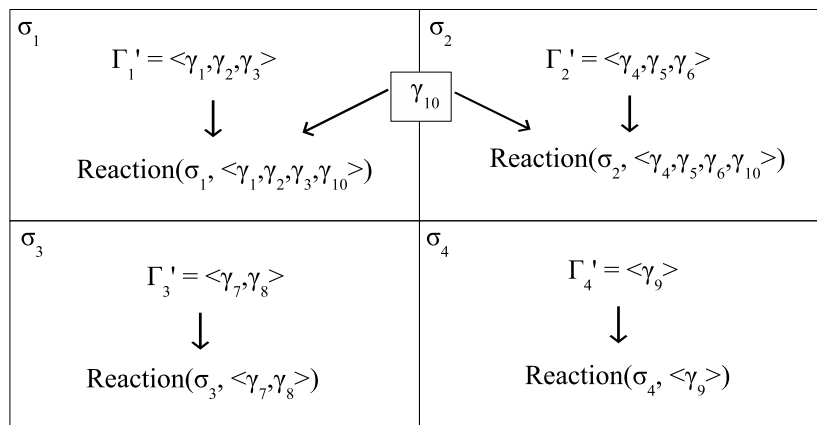 σ₁
Γ₁' = <γ₁,γ₂,γ₃>
Reaction(σ₁, <γ₁,γ₂,γ₃,γ₁₀>)
γ₁₀
σ₂
Γ₂' = <γ₄,γ₅,γ₆>
Reaction(σ₂, <γ₄,γ₅,γ₆,γ₁₀>)
σ₃
Γ₃' = <γ₇,γ₈>
Reaction(σ₃, <γ₇,γ₈>)
σ₄
Γ₄' = <γ₉>
Reaction(σ₄, <γ₉>)